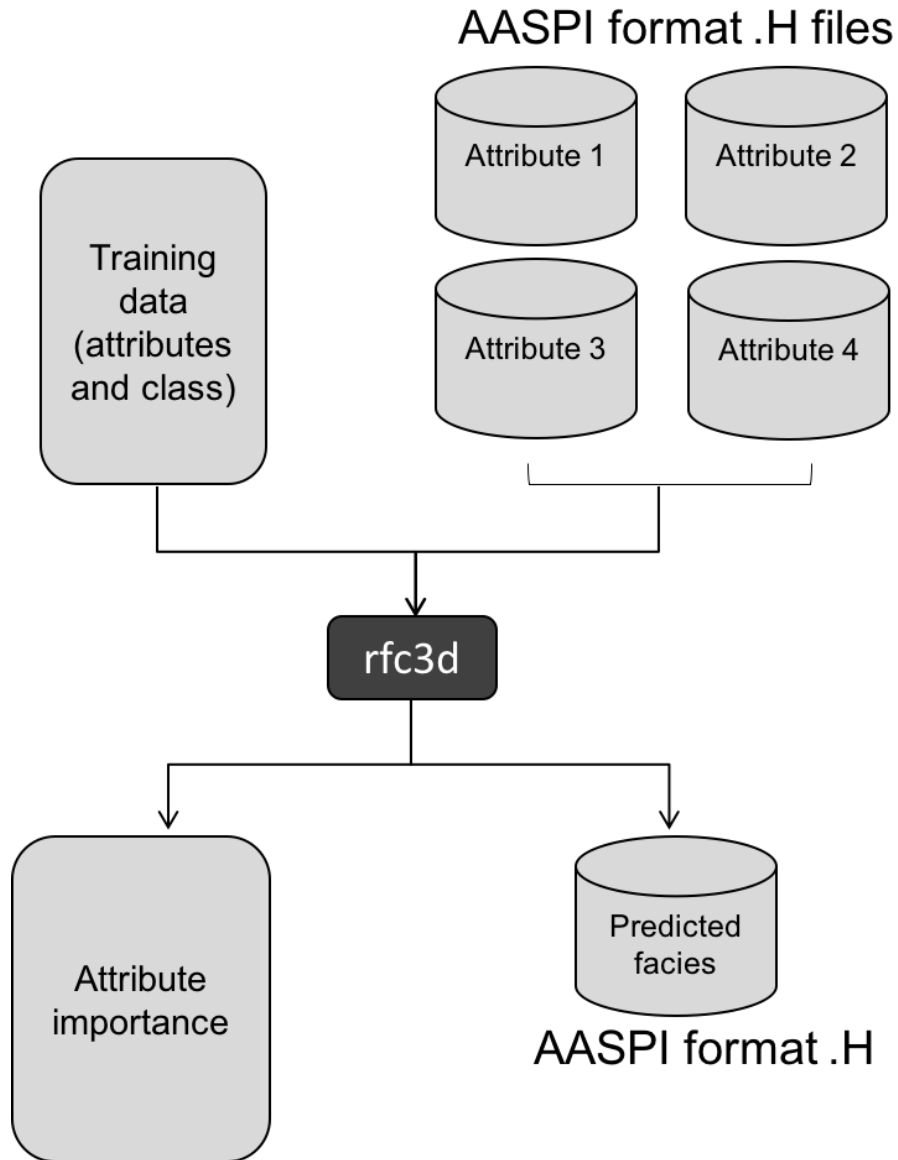 AASPI format .H files
Attribute 1
Attribute 2
Training
data
(attributes
and class)
Attribute 3
Attribute 4
rfc3d
Attribute
importance
Predicted
facies
AASPI format .H